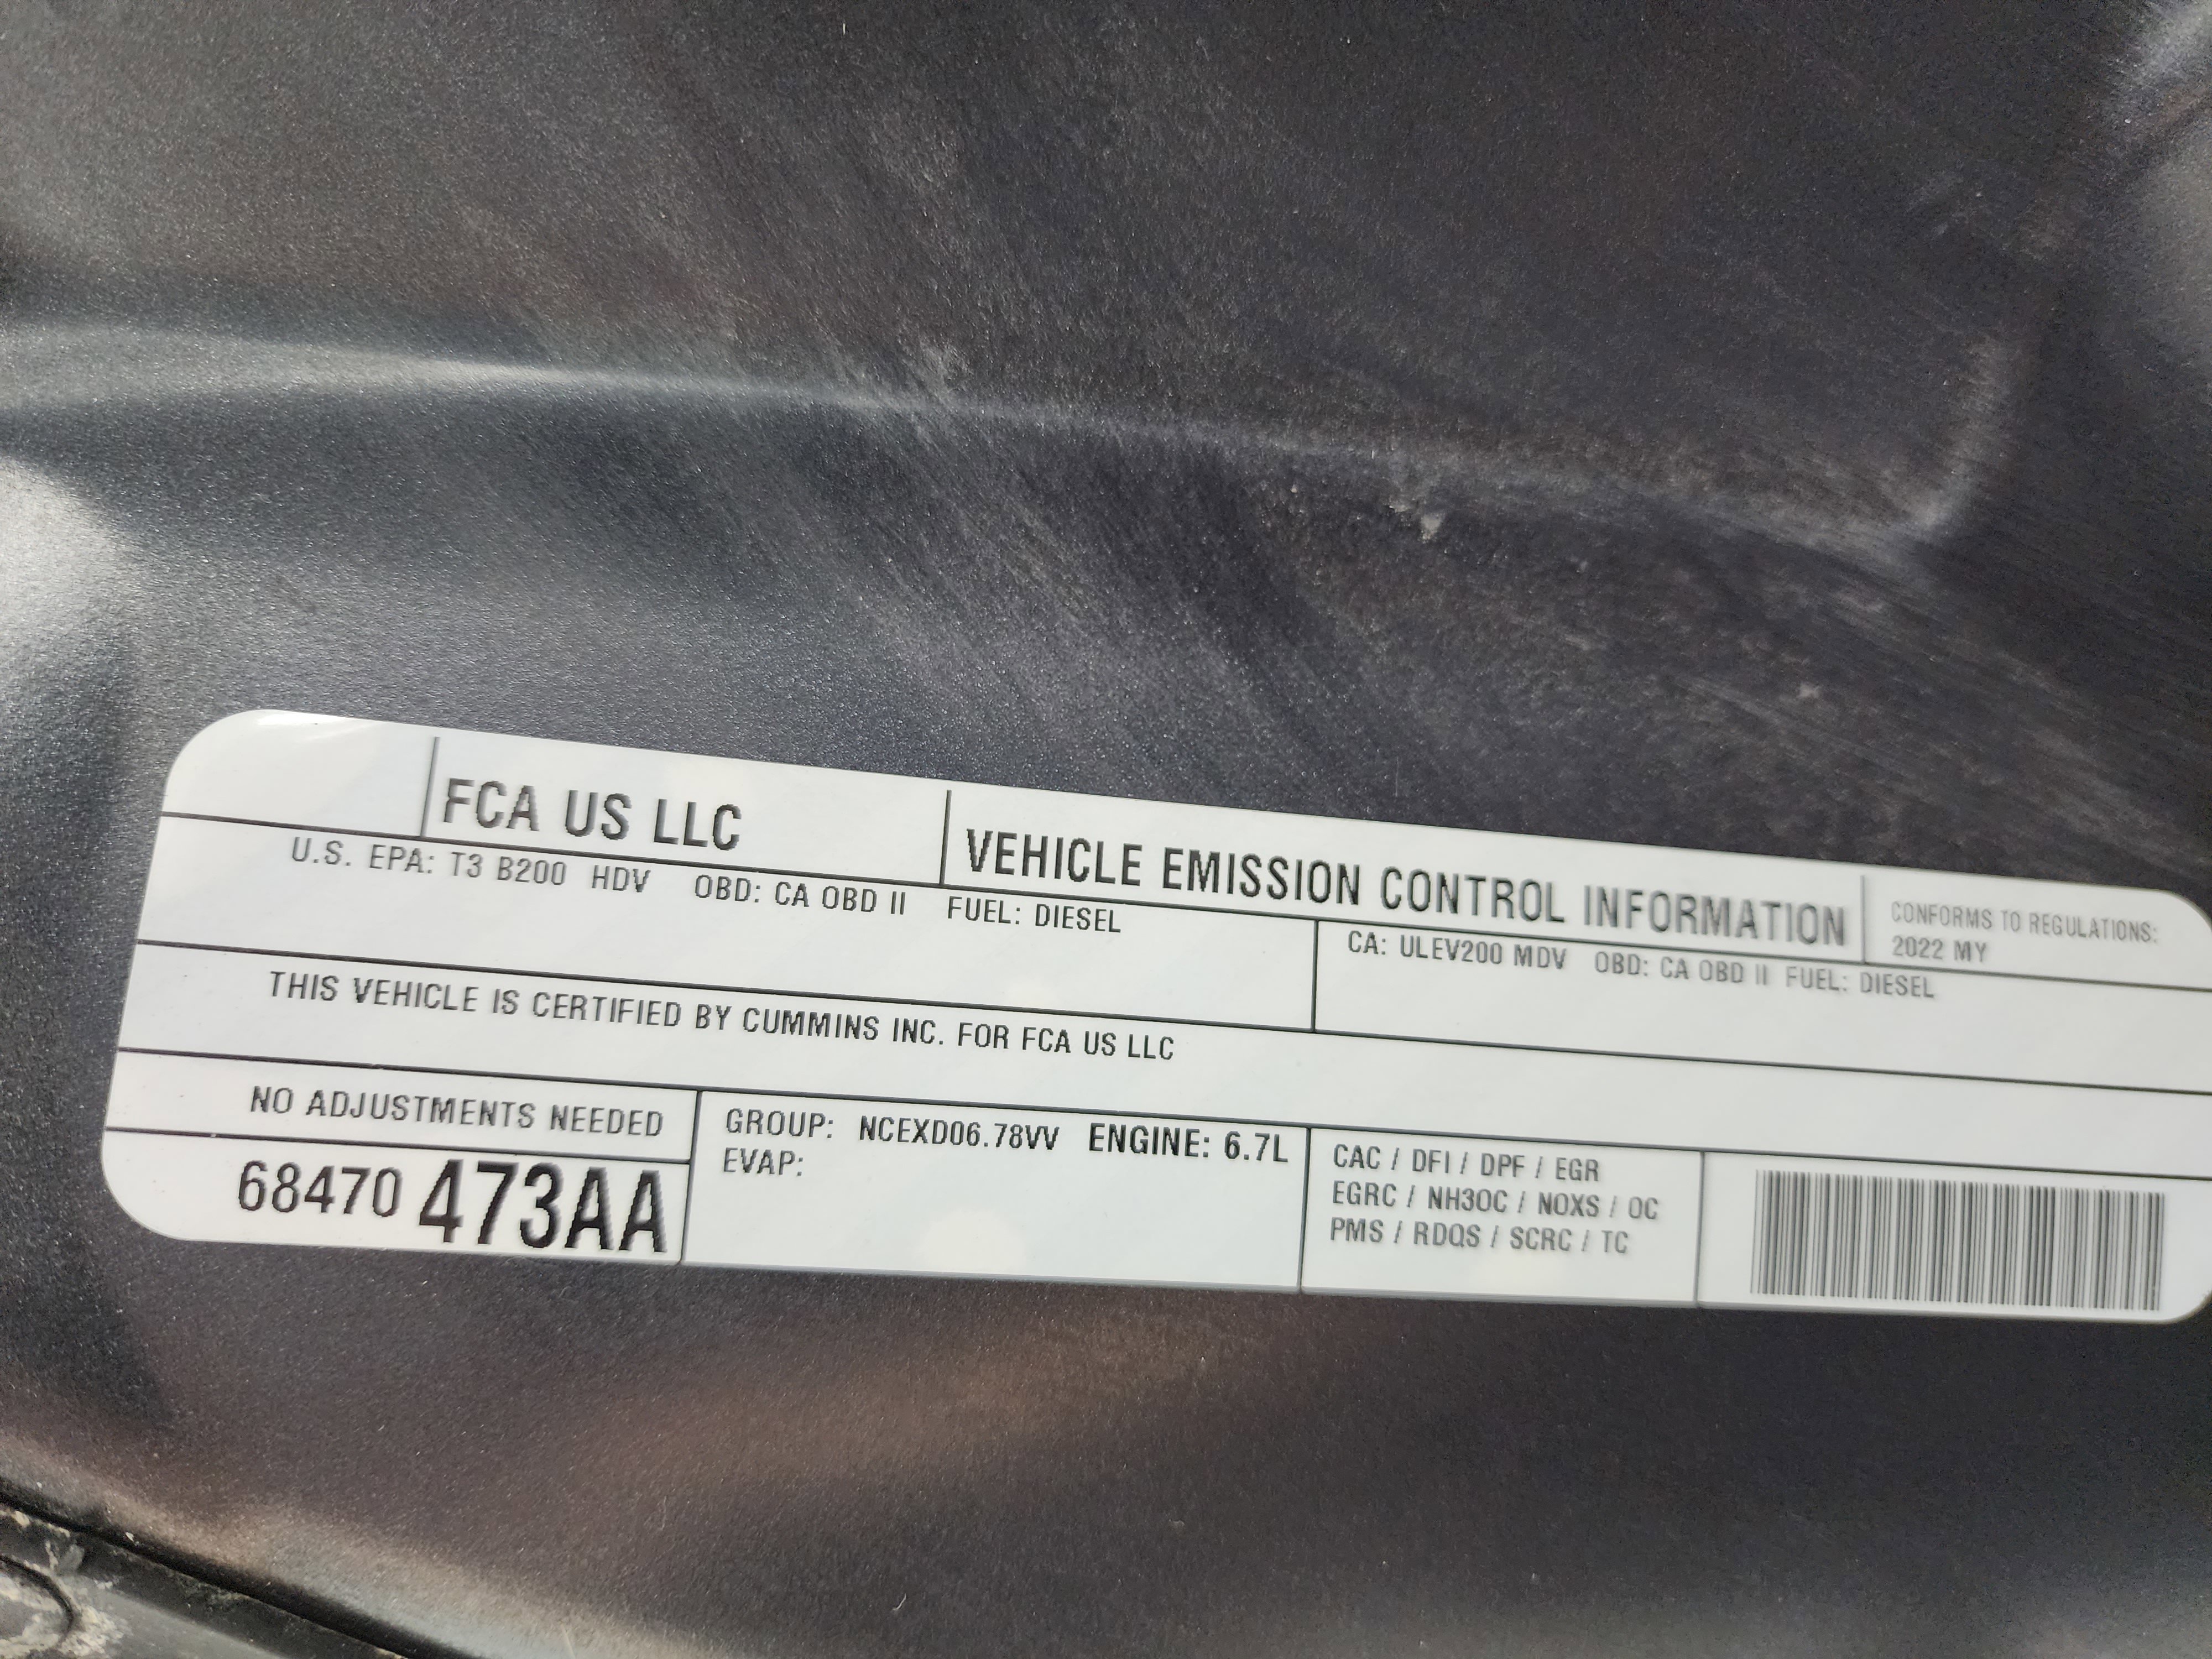 FCA US LLC
VEHICLE EMISSION CONTROL INFORMATION
CONFORMS TO REGULATIONS:
2022 MY
U.S. EPA: T3 B200 HDV OBD: CA OBD II FUEL: DIESEL
CA: ULEV200 MDV OBD: CA OBD II FUEL: DIESEL
THIS VEHICLE IS CERTIFIED BY CUMMINS INC. FOR FCA US LLC
NO ADJUSTMENTS NEEDED
68470 473AA
GROUP: NCEXD06.78VV ENGINE: 6.7L
EVAP:
CAC / DFI / DPF / EGR
EGRC / NH3OC / NOXS / OC
PMS / RDQS / SCRC / TC